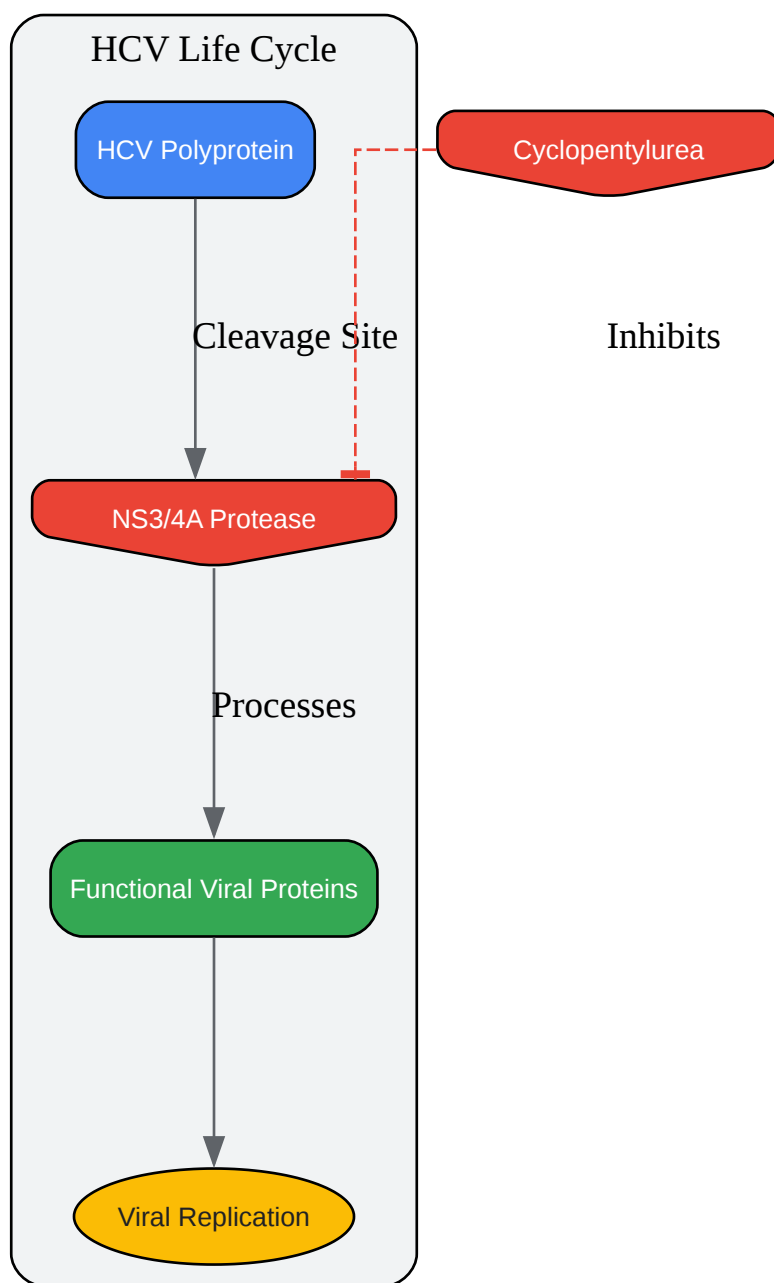 HCV Life Cycle
HCV Polyprotein
Cyclopentylurea
Cleavage Site
Inhibits
NS3/4A Protease
Processes
Functional Viral Proteins
Viral Replication